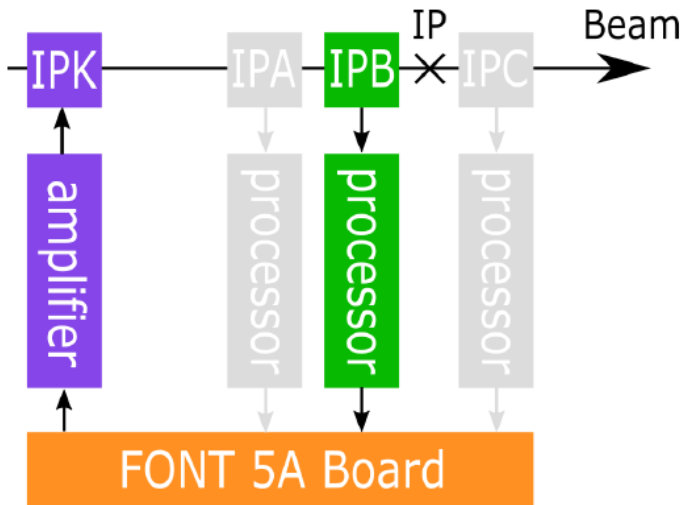 IP Beam
IPK IPA IPB IPC
amplifier
processor
processor
processor
FONT 5A Board